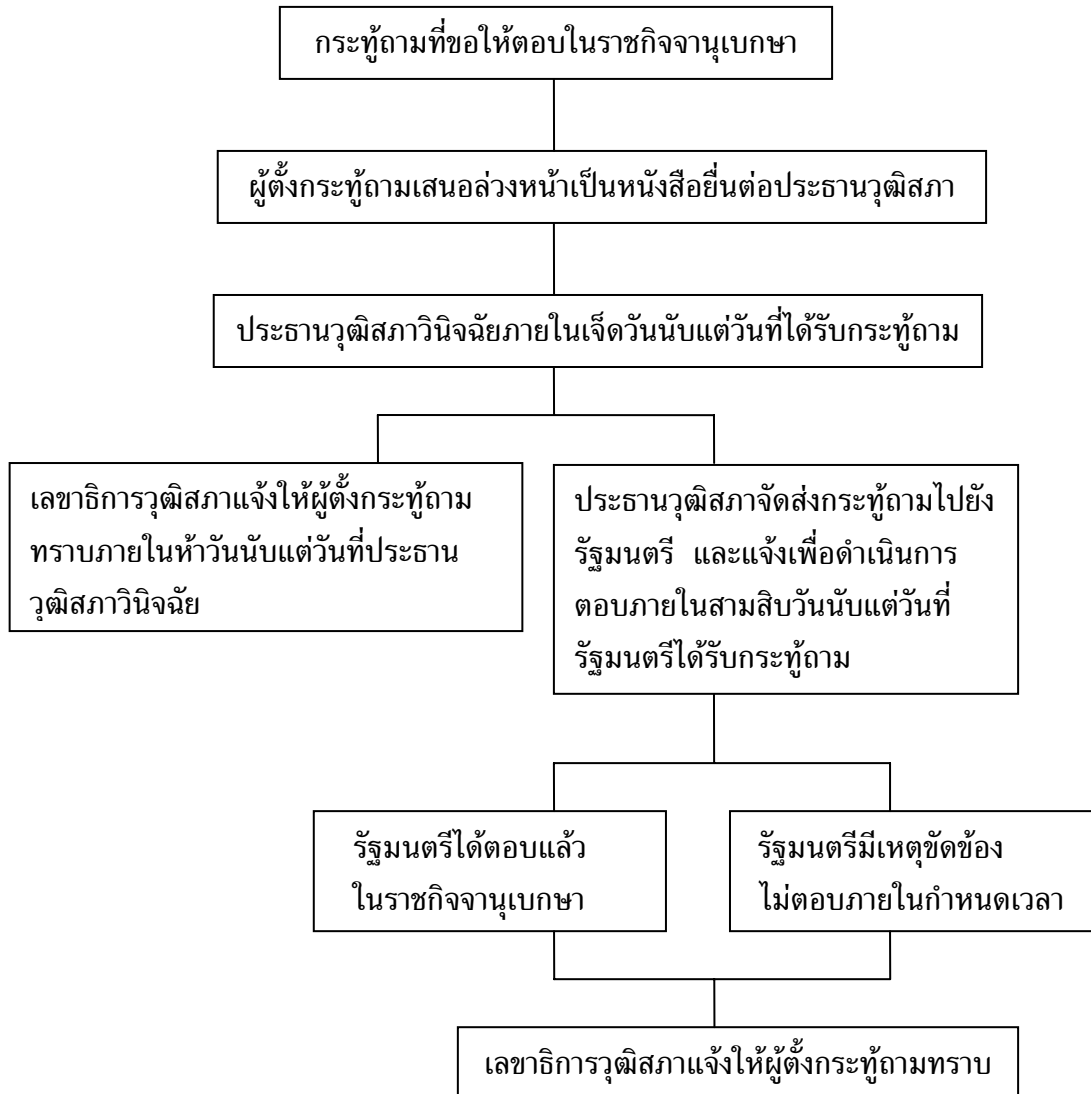 กระทู้ถามที่ขอให้ตอบในราชกิจจานุเบกษา
ผู้ตั้งกระทู้ถามเสนอล่วงหน้าเป็นหนังสือยื่นต่อประธานวุฒิสภา
ประธานวุฒิสภาวินิจฉัยภายในเจ็ดวันนับแต่วันที่ได้รับกระทู้ถาม
เลขาธิการวุฒิสภาแจ้งให้ผู้ตั้งกระทู้ถาม
ทราบภายในห้าวันนับแต่วันที่ประธาน
วุฒิสภาวินิจฉัย
ประธานวุฒิสภาจัดส่งกระทู้ถามไปยัง
รัฐมนตรี และแจ้งเพื่อดำเนินการ
ตอบภายในสามสิบวันนับแต่วันที่
รัฐมนตรีได้รับกระทู้ถาม
รัฐมนตรีได้ตอบแล้ว
ในราชกิจจานุเบกษา
รัฐมนตรีมีเหตุขัดข้อง
ไม่ตอบภายในกำหนดเวลา
เลขาธิการวุฒิสภาแจ้งให้ผู้ตั้งกระทู้ถามทราบ